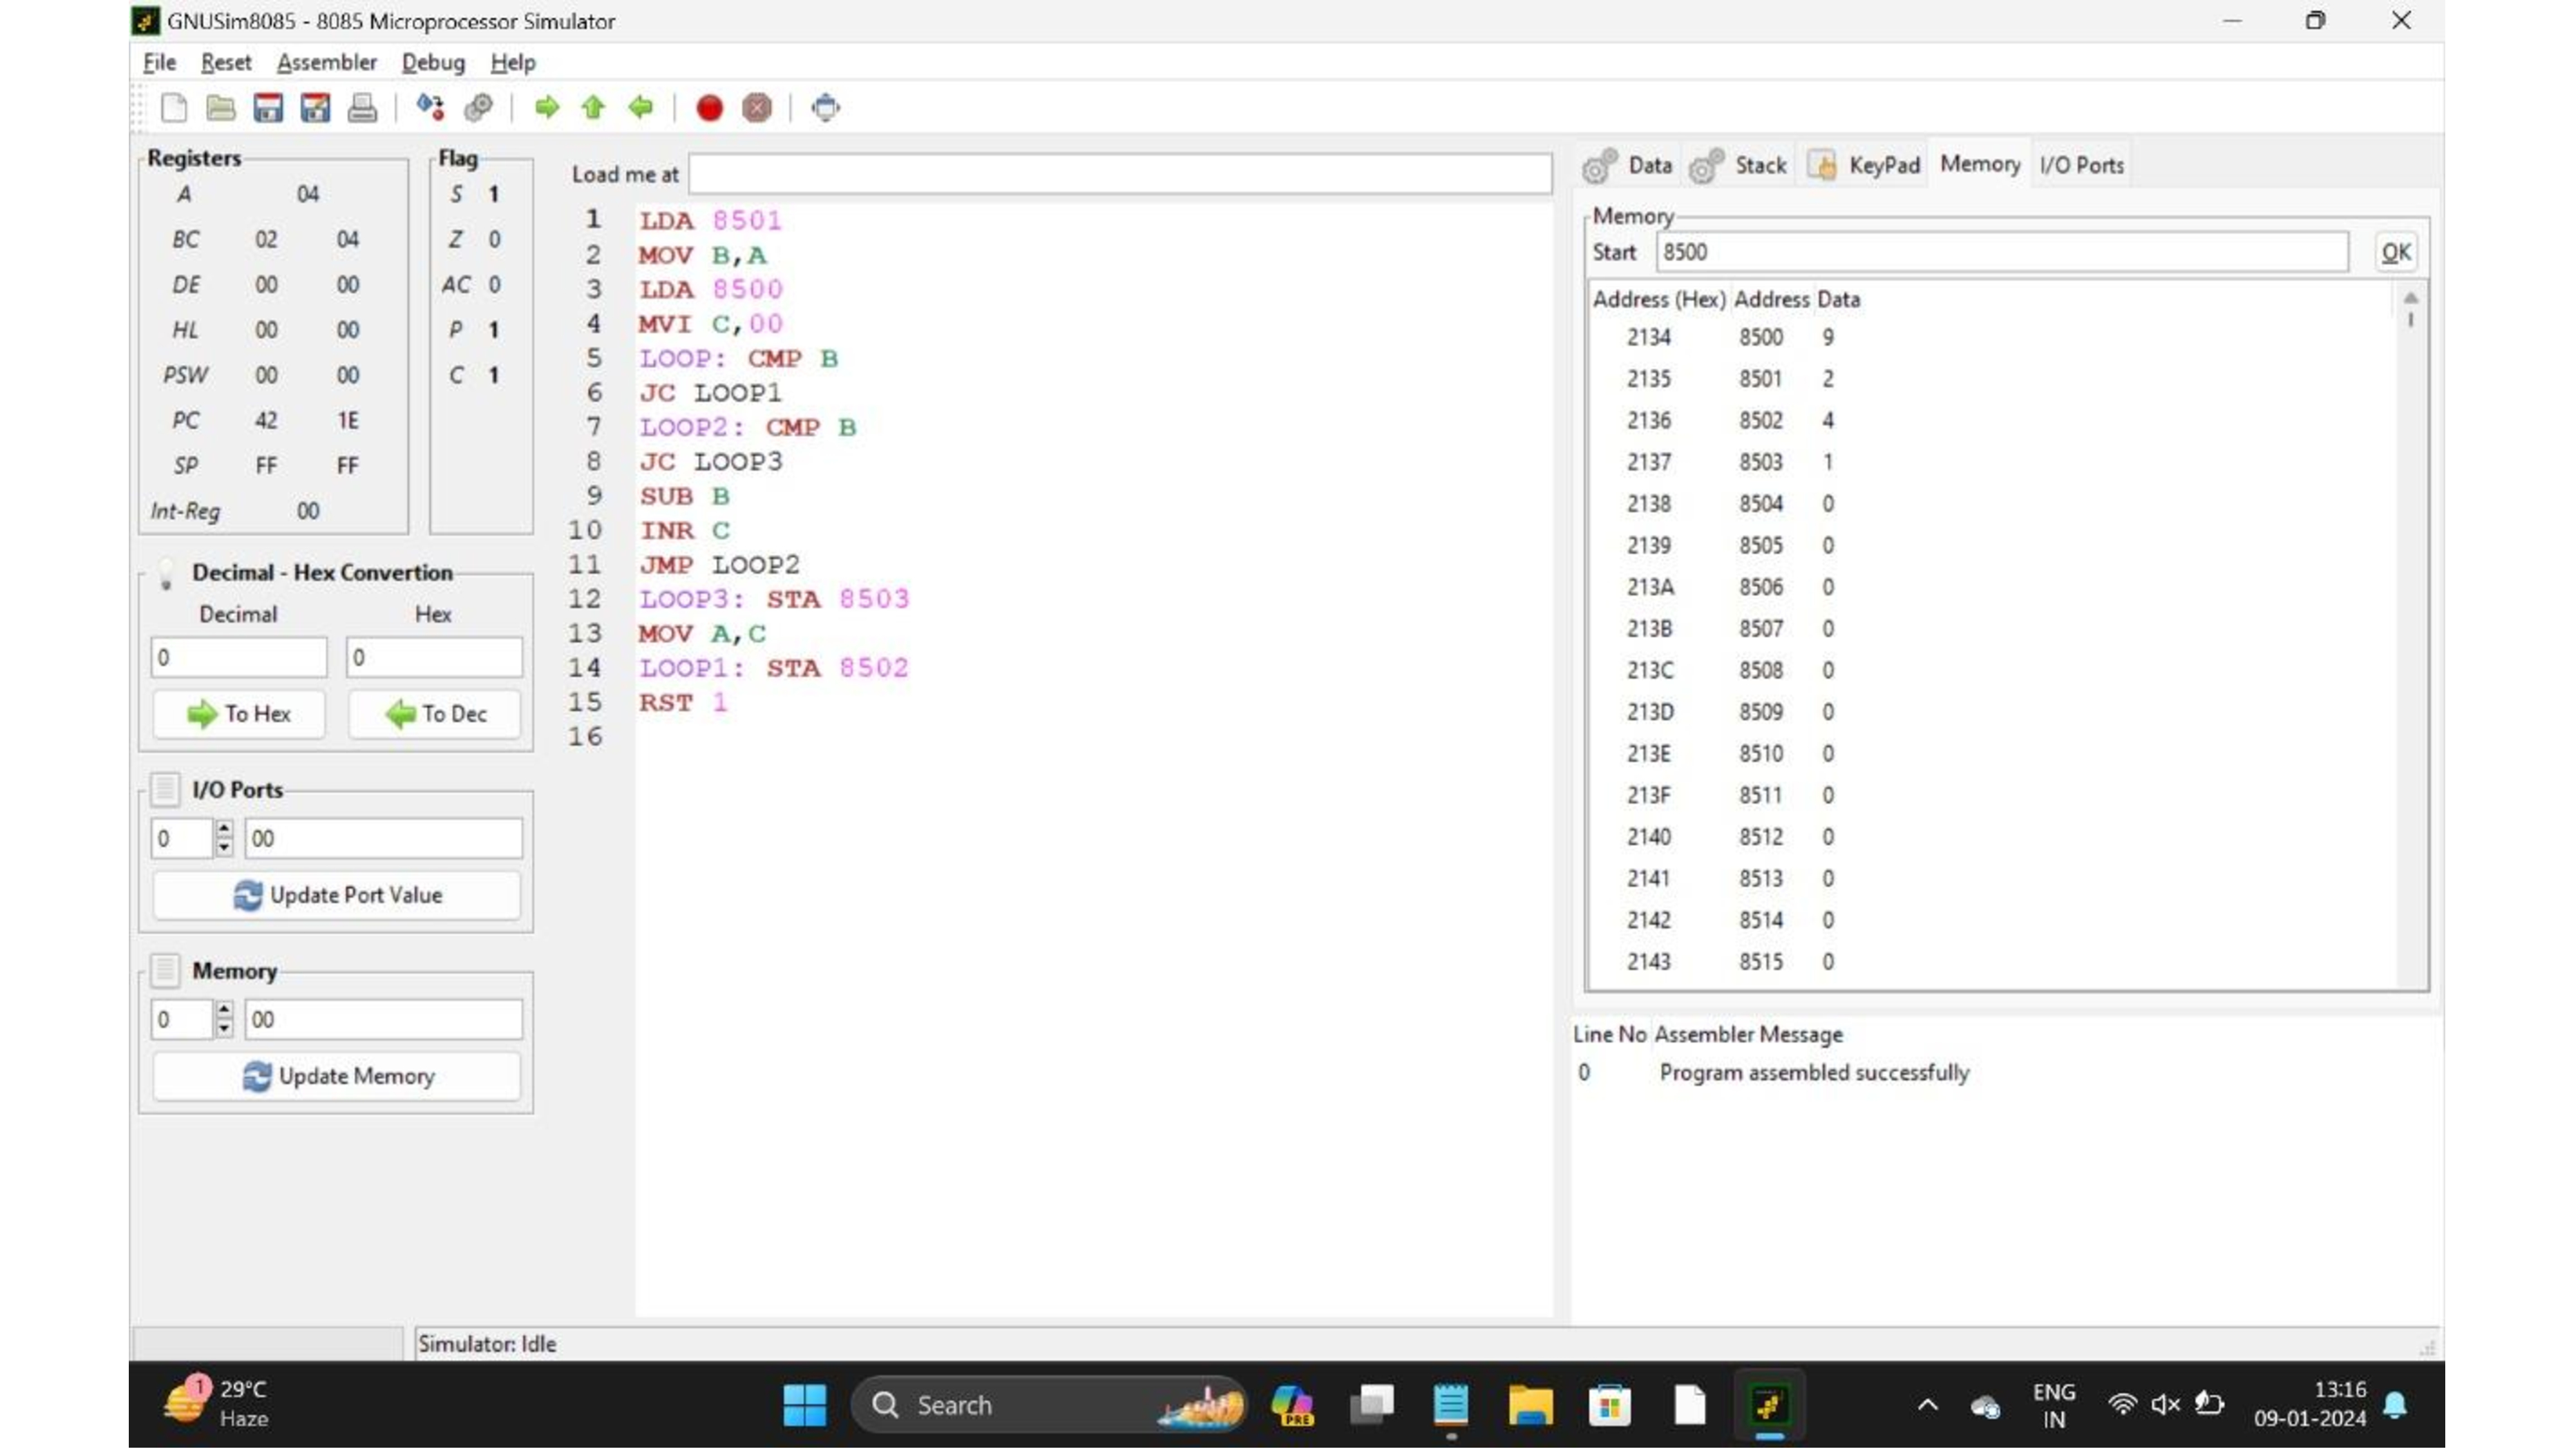 GNUSim8085 - 8085 Microprocessor Simulator
File Reset Assembler Debug Help
Registers
A 04
BC 02 04
DE 00 00
HL 00 00
PSW 00 00
PC 42 1E
SP FF FF
Int-Reg 00
Flag
S 1
Z 0
AC 0
P 1
C 1
Decimal - Hex Convertion
Decimal Hex
0 0
To Hex To Dec
I/O Ports
0 00
Update Port Value
Memory
0 00
Update Memory
Load me at
1 LDA 8501
2 MOV B,A
3 LDA 8500
4 MVI C,00
5 LOOP: CMP B
6 JC LOOP1
7 LOOP2: CMP B
8 JC LOOP3
9 SUB B
10 INR C
11 JMP LOOP2
12 LOOP3: STA 8503
13 MOV A,C
14 LOOP1: STA 8502
15 RST 1
16
Data Stack KeyPad Memory I/O Ports
Memory
Start 8500 OK
Address (Hex) Address Data
2134 8500 9
2135 8501 2
2136 8502 4
2137 8503 1
2138 8504 0
2139 8505 0
213A 8506 0
213B 8507 0
213C 8508 0
213D 8509 0
213E 8510 0
213F 8511 0
2140 8512 0
2141 8513 0
2142 8514 0
2143 8515 0
Line No Assembler Message
0 Program assembled successfully
Simulator: Idle
1
29°C
Haze
Search
PRE
ENG
IN
13:16
09-01-2024